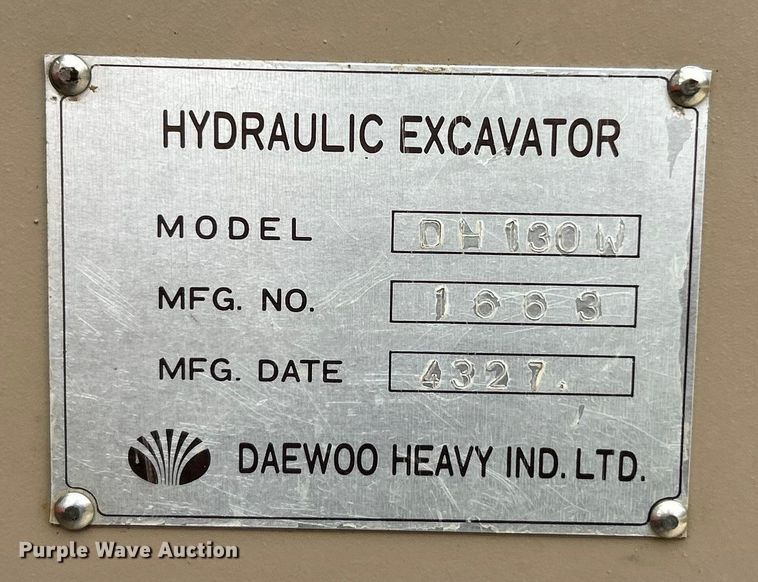 HYDRAULIC EXCAVATOR
MODEL DH130W
MFG. NO. 1663
MFG. DATE 4327.
DAEWOO HEAVY IND. LTD.
Purple Wave Auction